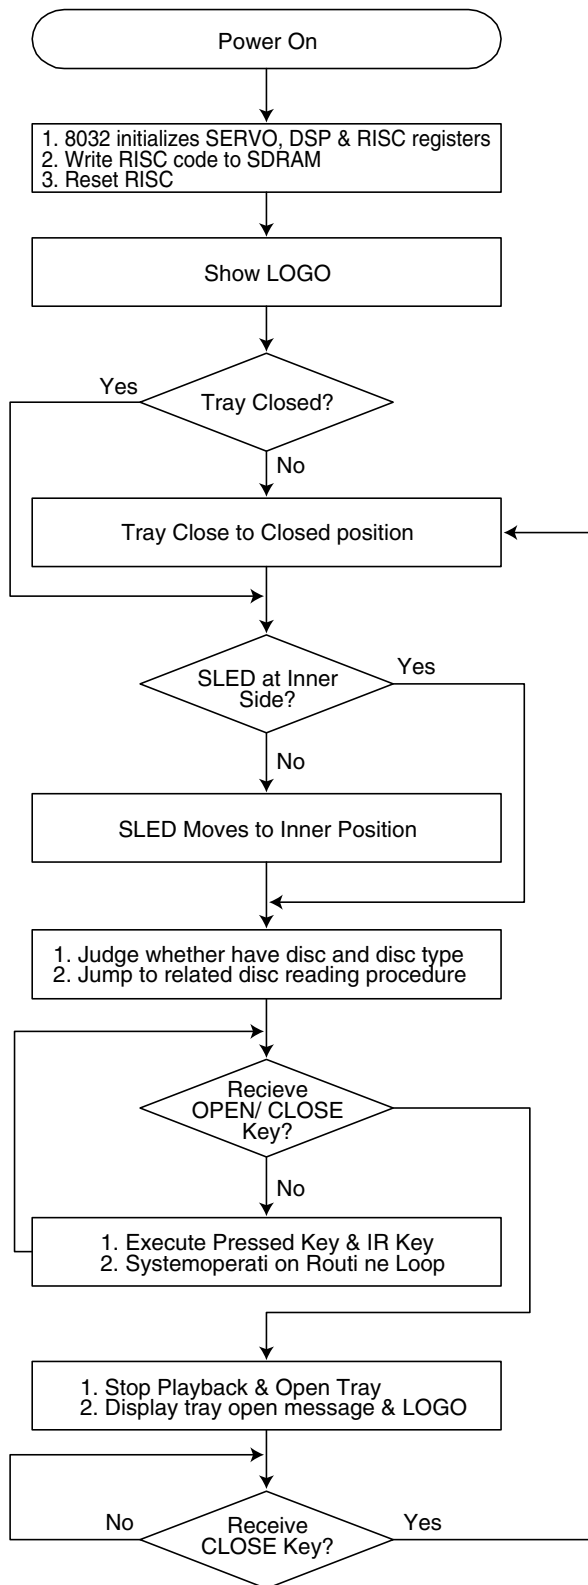 Power On
1. 8032 initializes SERVO, DSP & RISC registers
2. Write RISC code to SDRAM
3. Reset RISC
Show LOGO
Yes
Tray Closed?
No
Tray Close to Closed position
SLED at Inner
Side?
Yes
No
SLED Moves to Inner Position
1. Judge whether have disc and disc type
2. Jump to related disc reading procedure
Recieve
OPEN/ CLOSE
Key?
No
1. Execute Pressed Key & IR Key
2. Systemoperati on Routi ne Loop
1. Stop Playback & Open Tray
2. Display tray open message & LOGO
No
Receive
CLOSE Key?
Yes